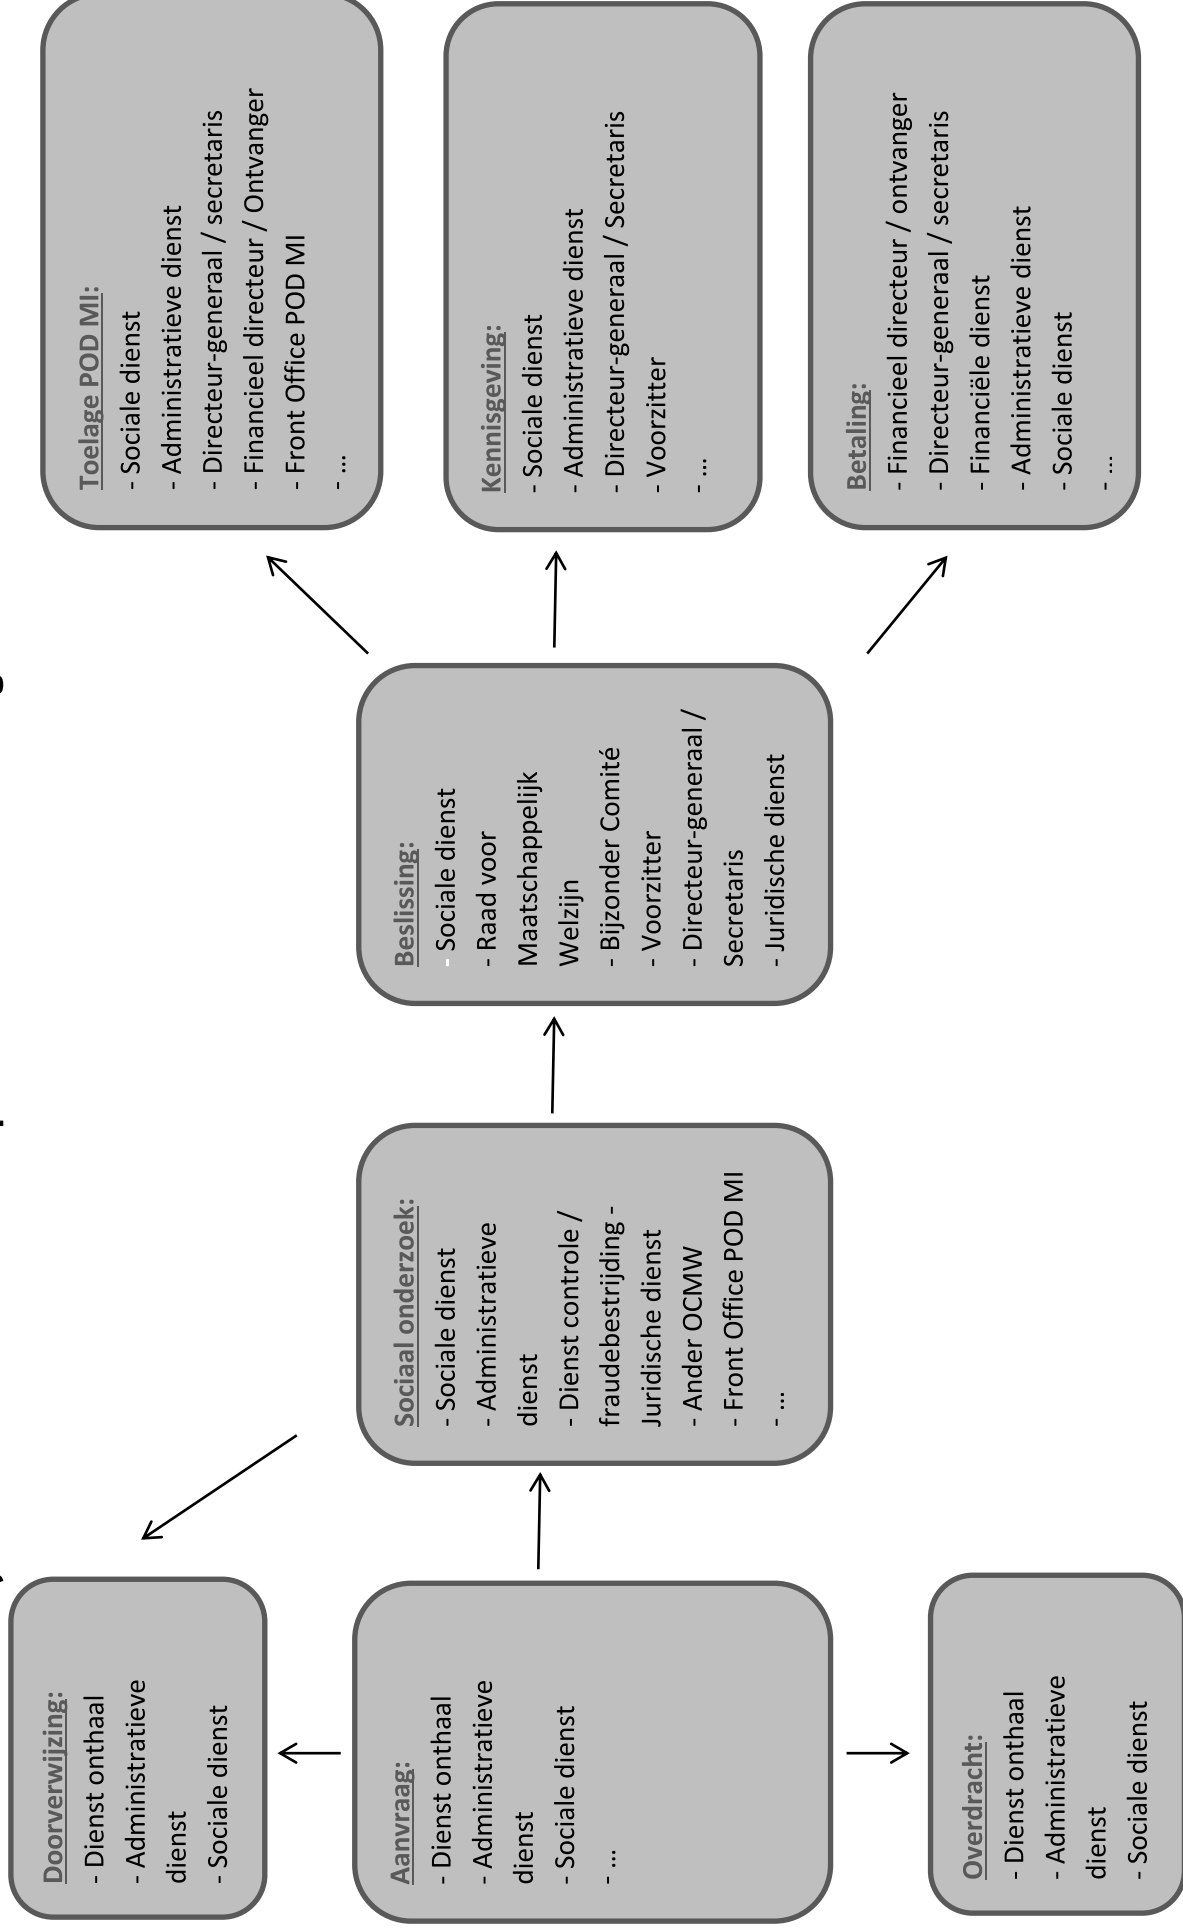 Doorverwijzing:
- Dienst onthaal
- Administratieve
dienst
- Sociale dienst
Aanvraag:
- Dienst onthaal
- Administratieve
dienst
- Sociale dienst
- ...
Overdracht:
- Dienst onthaal
- Administratieve
dienst
- Sociale dienst
Sociaal onderzoek:
- Sociale dienst
- Administratieve
dienst
- Dienst controle /
fraudebestrijding -
Juridische dienst
- Ander OCMW
- Front Office POD MI
- ...
Beslissing:
- Sociale dienst
- Raad voor
Maatschappelijk
Welzijn
- Bijzonder Comité
- Voorzitter
- Directeur-generaal /
Secretaris
- Juridische dienst
Toelage POD MI:
- Sociale dienst
- Administratieve dienst
- Directeur-generaal / secretaris
- Financieel directeur / Ontvanger
- Front Office POD MI
- ...
Kennisgeving:
- Sociale dienst
- Administratieve dienst
- Directeur-generaal / Secretaris
- Voorzitter
- ...
Betaling:
- Financieel directeur / ontvanger
- Directeur-generaal / secretaris
- Financiële dienst
- Administratieve dienst
- Sociale dienst
- ...